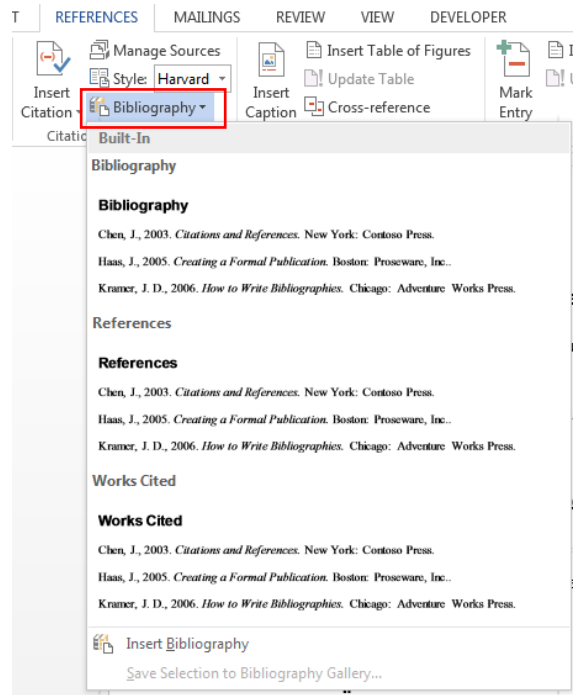 T REFERENCES MAILINGS REVIEW VIEW DEVELOPER
Manage Sources
Style: Harvard
Bibliography
Insert
Citation
Insert
Caption
Insert Table of Figures
Update Table
Cross-reference
Mark
Entry
Citatio
Built-In
Bibliography
Bibliography
Chen, J., 2003. Citations and References. New York: Contoso Press.
Haas, J., 2005. Creating a Formal Publication. Boston: Proseware, Inc..
Kramer, J. D., 2006. How to Write Bibliographies. Chicago: Adventure Works Press.
References
References
Chen, J., 2003. Citations and References. New York: Contoso Press.
Haas, J., 2005. Creating a Formal Publication. Boston: Proseware, Inc..
Kramer, J. D., 2006. How to Write Bibliographies. Chicago: Adventure Works Press.
Works Cited
Works Cited
Chen, J., 2003. Citations and References. New York: Contoso Press.
Haas, J., 2005. Creating a Formal Publication. Boston: Proseware, Inc..
Kramer, J. D., 2006. How to Write Bibliographies. Chicago: Adventure Works Press.
Insert Bibliography
Save Selection to Bibliography Gallery...